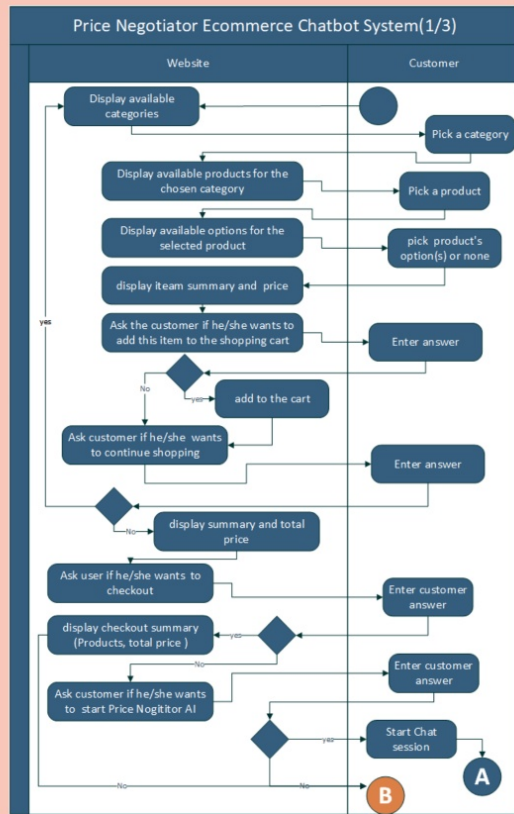 Price Negotiator Ecommerce Chatbot System(1/3)
Website
Customer
Display available
categories
Pick a category
Display available products for the
chosen category
Pick a product
Display available options for the
selected product
pick product's
option(s) or none
display iteam summary and price
yes
Ask the customer if he/she wants to
add this item to the shopping cart
Enter answer
No
yes
add to the cart
Ask customer if he/she wants
to continue shopping
Enter answer
No
display summary and total
price
Ask user if he/she wants to
checkout
Enter customer
answer
display checkout summary
(Products, total price )
yes
No
Ask customer if he/she wants
to start Price Nogititor AI
Enter customer
answer
yes
Start Chat
session
A
No
No
B